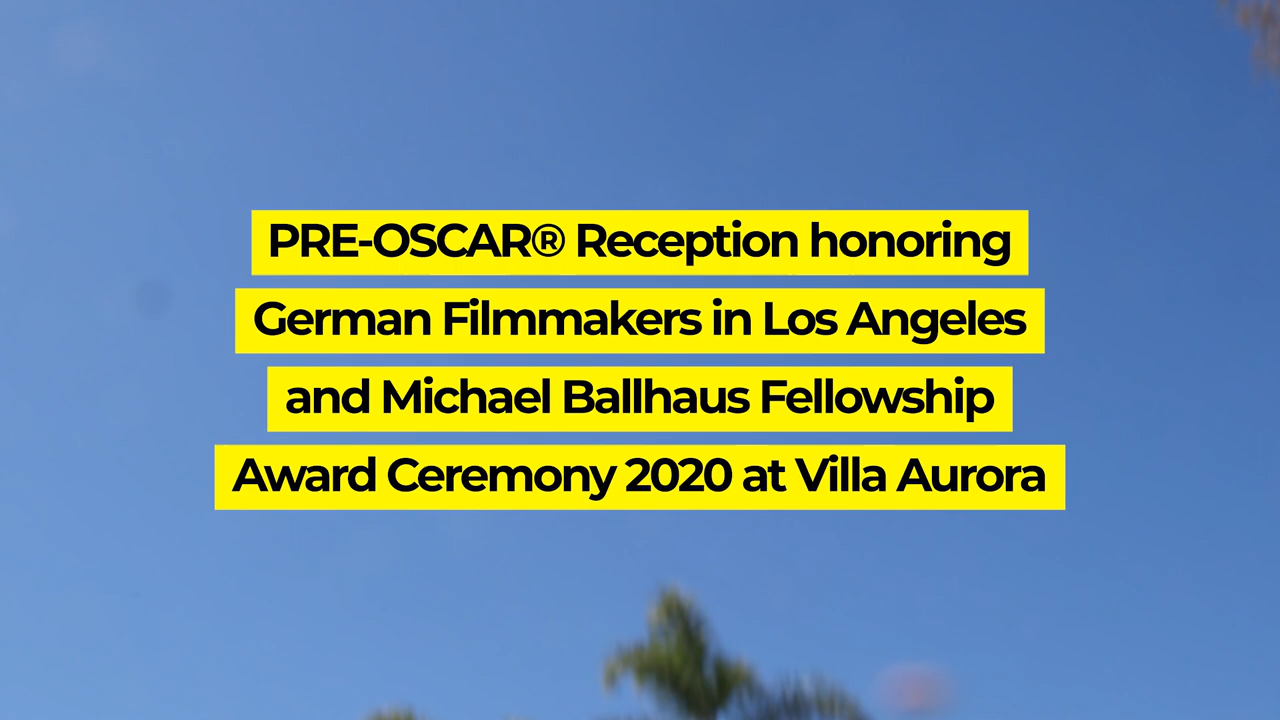 PRE-OSCAR® Reception honoring
German Filmmakers in Los Angeles
and Michael Ballhaus Fellowship
Award Ceremony 2020 at Villa Aurora